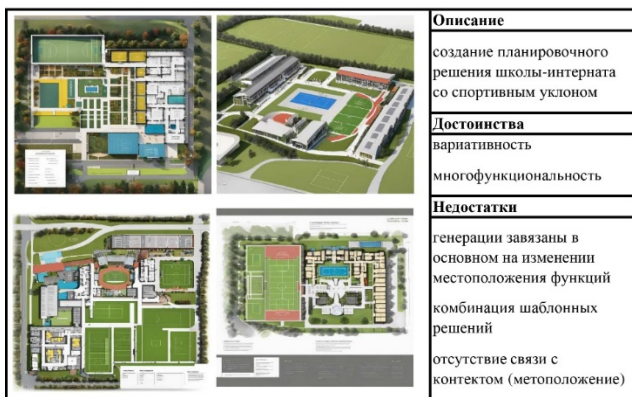 Описание
создание планировочного
решения школы-интерната
со спортивным уклоном
Достоинства
вариативность
многофункциональность
Недостатки
генерации завязаны в
основном на изменении
местоположения функций
комбинация шаблонных
решений
отсутствие связи с
контекстом (метоположение)